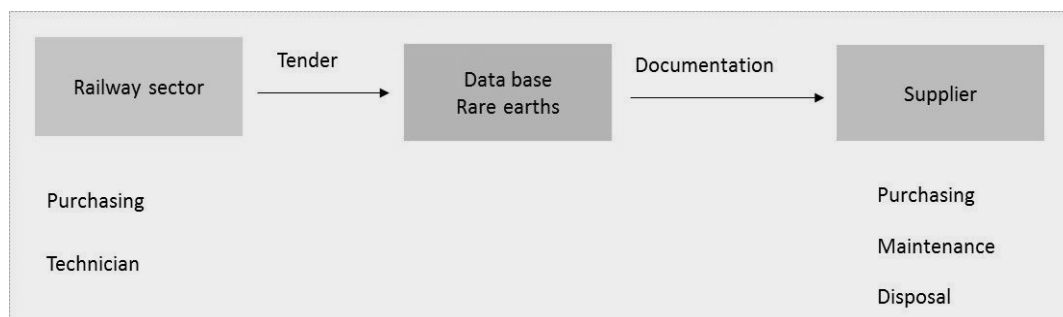 Railway sector
Tender
Data base
Rare earths
Documentation
Supplier
Purchasing
Technician
Purchasing
Maintenance
Disposal